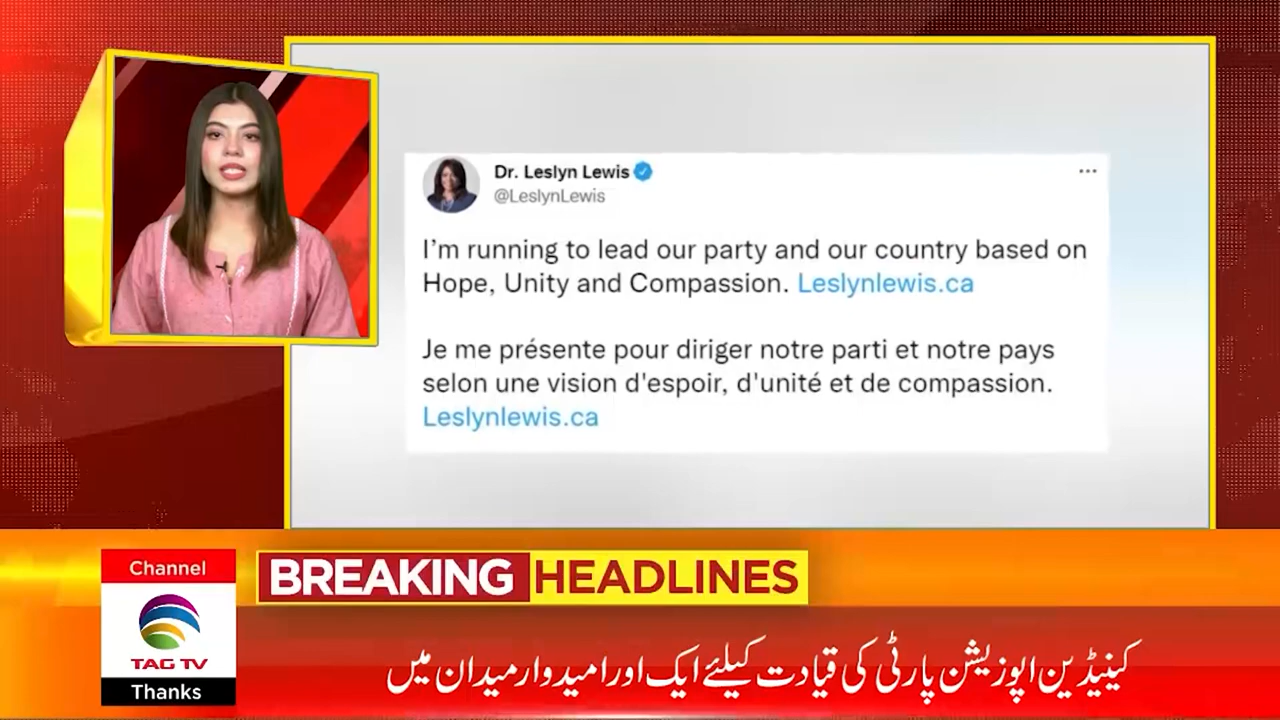 Dr. Leslyn Lewis
@LeslynLewis
I'm running to lead our party and our country based on
Hope, Unity and Compassion. Leslynlewis.ca
Je me présente pour diriger notre parti et notre pays
selon une vision d'espoir, d'unité et de compassion.
Leslynlewis.ca
Channel
TAG TV
Thanks
BREAKING HEADLINES
کینیڈین اپوزیشن پارٹی کی قیادت کیلئے ایک اور امیدوار میدان میں